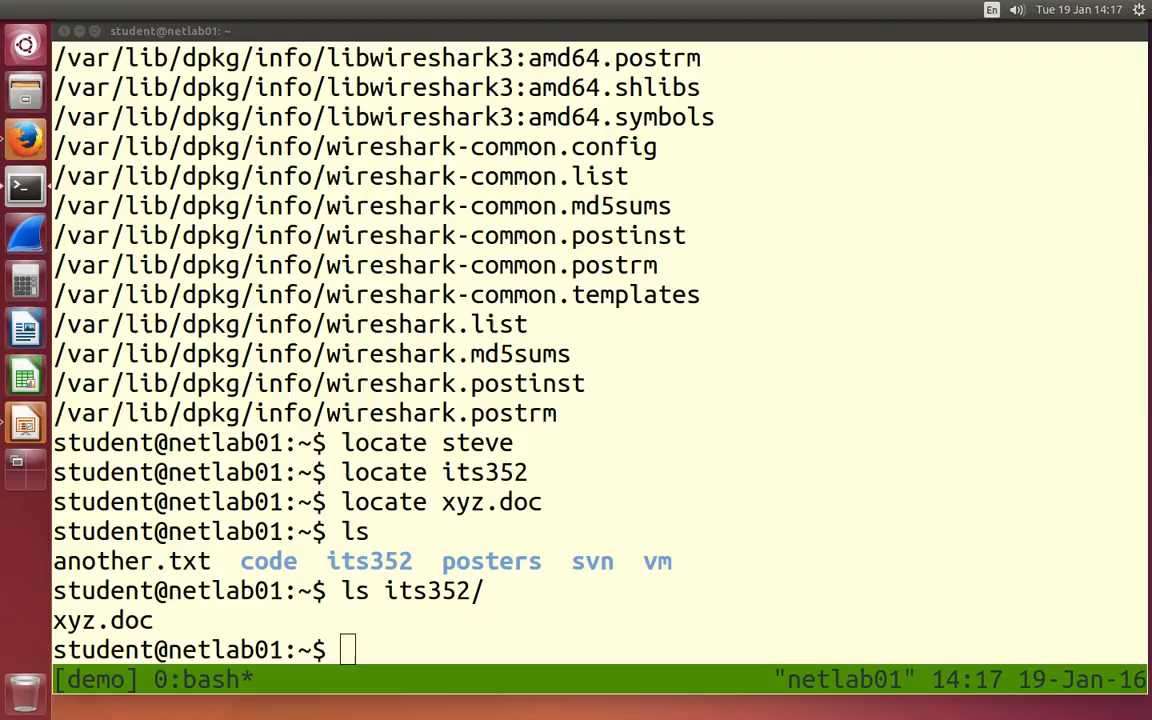 En Tue 19 Jan 14:17
student@netlab01: ~
/var/lib/dpkg/info/libwireshark3:amd64.postrm
/var/lib/dpkg/info/libwireshark3:amd64.shlibs
/var/lib/dpkg/info/libwireshark3:amd64.symbols
/var/lib/dpkg/info/wireshark-common.config
/var/lib/dpkg/info/wireshark-common.list
/var/lib/dpkg/info/wireshark-common.md5sums
/var/lib/dpkg/info/wireshark-common.postinst
/var/lib/dpkg/info/wireshark-common.postrm
/var/lib/dpkg/info/wireshark-common.templates
/var/lib/dpkg/info/wireshark.list
/var/lib/dpkg/info/wireshark.md5sums
/var/lib/dpkg/info/wireshark.postinst
/var/lib/dpkg/info/wireshark.postrm
student@netlab01:~$ locate steve
student@netlab01:~$ locate its352
student@netlab01:~$ locate xyz.doc
student@netlab01:~$ ls
another.txt code its352 posters svn vm
student@netlab01:~$ ls its352/
xyz.doc
student@netlab01:~$
[demo] 0:bash* "netlab01" 14:17 19-Jan-16